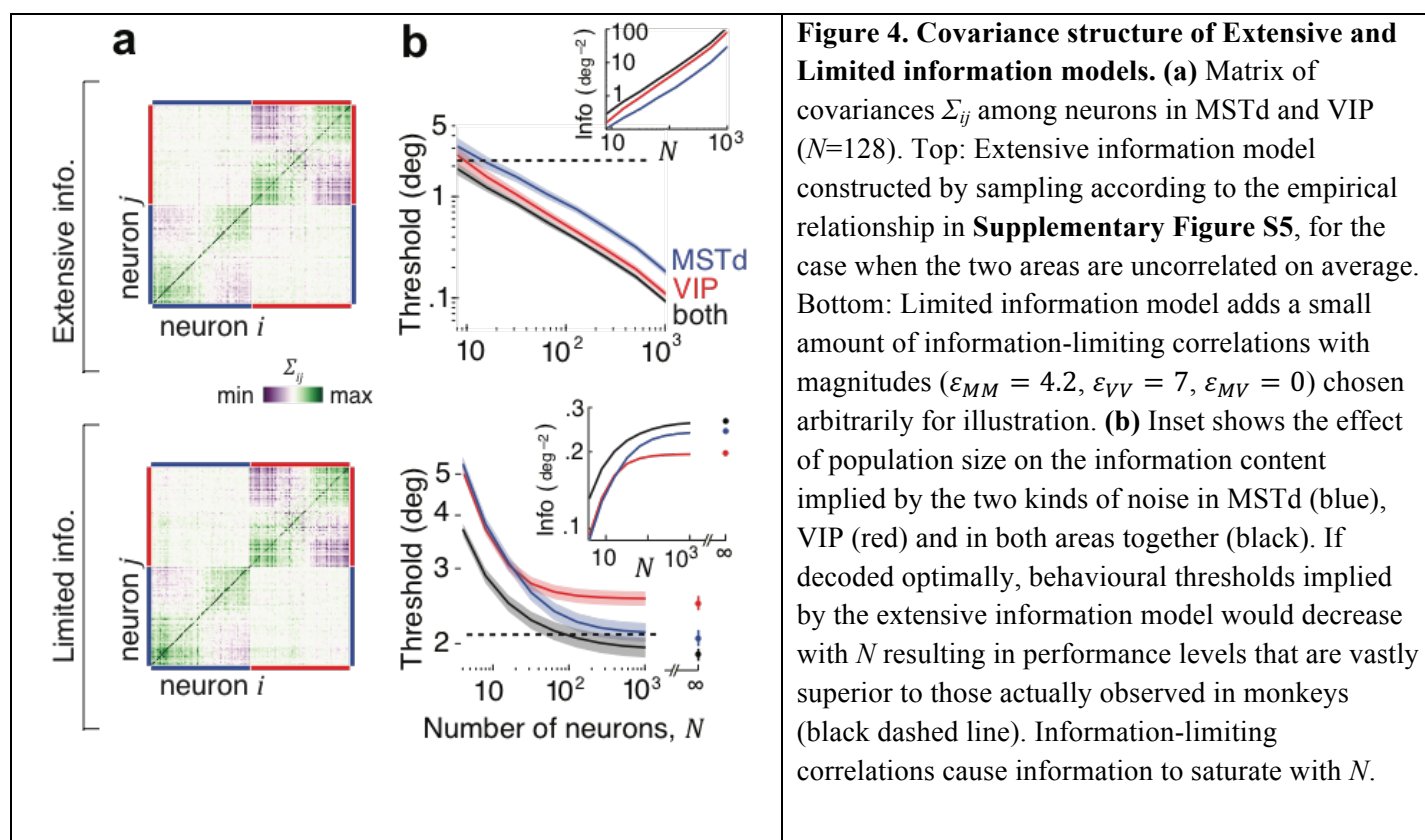 a
b
Extensive info.
neuron j
neuron i
Σij
min max
Info (deg−2)
100
10
1
10 N 10³
Threshold (deg)
5
1
.1
MSTd
VIP
both
10 10² 10³
Limited info.
neuron j
neuron i
Info (deg−2)
.3
.2
.1
10 N 10³ ∞
Threshold (deg)
5
4
3
2
10 10² 10³ ∞
Number of neurons, N
Figure 4. Covariance structure of Extensive and
Limited information models. (a) Matrix of
covariances Σij among neurons in MSTd and VIP
(N=128). Top: Extensive information model
constructed by sampling according to the empirical
relationship in Supplementary Figure S5, for the
case when the two areas are uncorrelated on average.
Bottom: Limited information model adds a small
amount of information-limiting correlations with
magnitudes (εMM = 4.2, εVV = 7, εMV = 0) chosen
arbitrarily for illustration. (b) Inset shows the effect
of population size on the information content
implied by the two kinds of noise in MSTd (blue),
VIP (red) and in both areas together (black). If
decoded optimally, behavioural thresholds implied
by the extensive information model would decrease
with N resulting in performance levels that are vastly
superior to those actually observed in monkeys
(black dashed line). Information-limiting
correlations cause information to saturate with N.